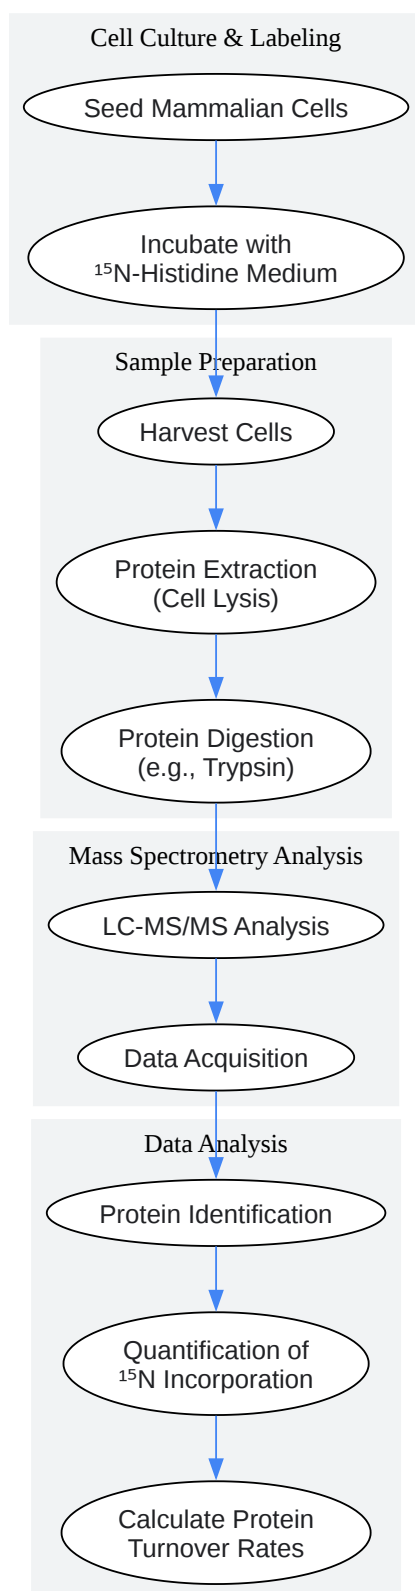 Cell Culture & Labeling
Seed Mammalian Cells
Incubate with
¹⁵N-Histidine Medium
Sample Preparation
Harvest Cells
Protein Extraction
(Cell Lysis)
Protein Digestion
(e.g., Trypsin)
Mass Spectrometry Analysis
LC-MS/MS Analysis
Data Acquisition
Data Analysis
Protein Identification
Quantification of
¹⁵N Incorporation
Calculate Protein
Turnover Rates